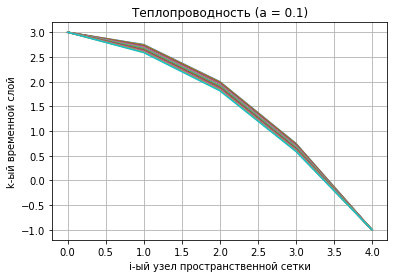 Теплопроводность (a = 0.1)
k-ый временной слой
3.0
2.5
2.0
1.5
1.0
0.5
0.0
−0.5
−1.0
0.0 0.5 1.0 1.5 2.0 2.5 3.0 3.5 4.0
i-ый узел пространственной сетки